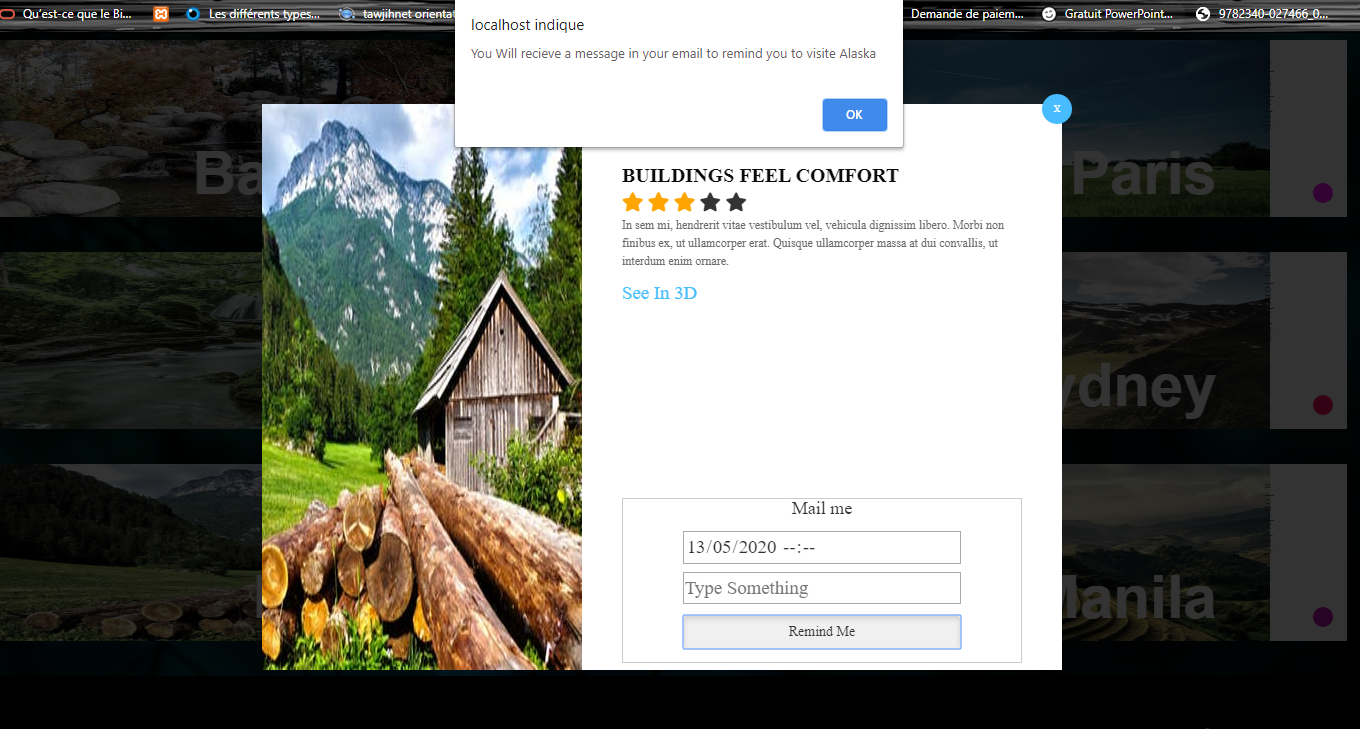 Qu'est-ce que le Bi...
Les différents types...
tawjihnet orientat
Demande de paiem...
Gratuit PowerPoint...
9782340-027466_0...
localhost indique
You Will recieve a message in your email to remind you to visite Alaska
OK
x
Ba
Paris
BUILDINGS FEEL COMFORT
In sem mi, hendrerit vitae vestibulum vel, vehicula dignissim libero. Morbi non
finibus ex, ut ullamcorper erat. Quisque ullamcorper massa at dui convallis, ut
interdum enim ornare.
See In 3D
ydney
Mail me
13/05/2020 --:--
Type Something
Manila
Remind Me